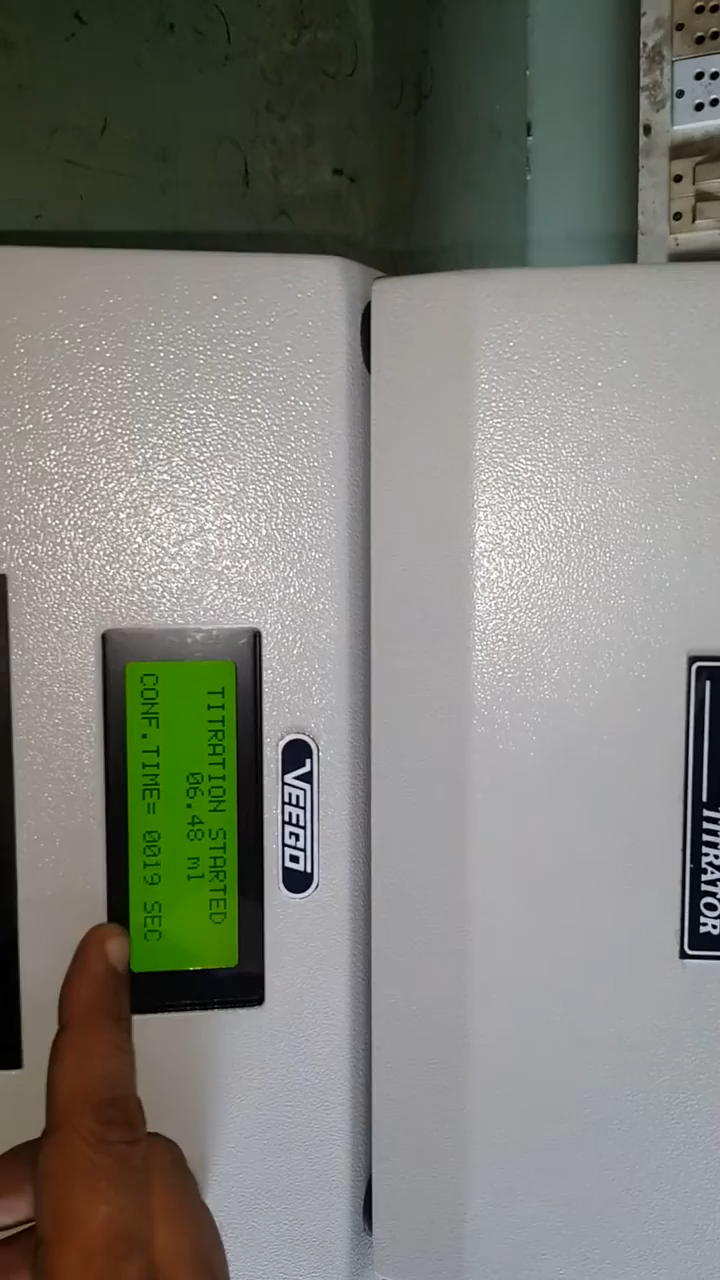 TITRATION STARTED
06.48 ml
CONF.TIME= 0019 SEC
VEEGO
TITRATOR